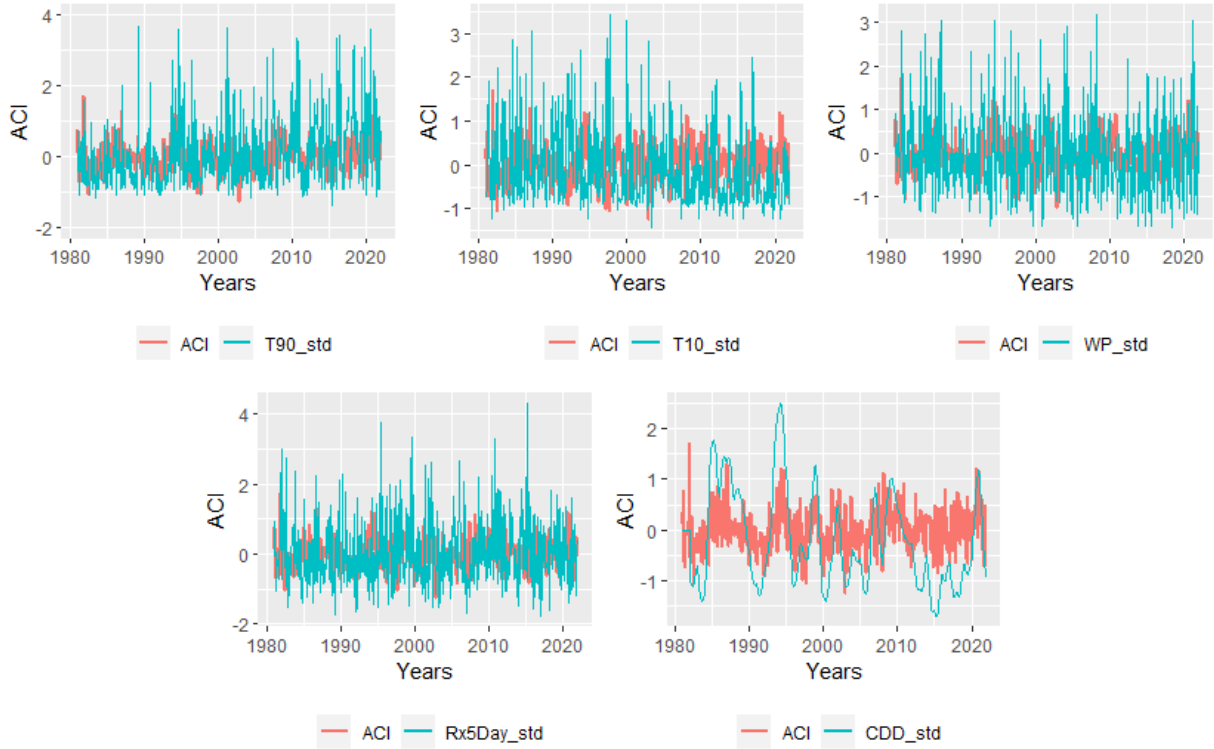 ACI
4
2
0
-2
1980 1990 2000 2010 2020
Years
ACI T90_std
ACI
3
2
1
0
-1
1980 1990 2000 2010 2020
Years
ACI T10_std
ACI
3
2
1
0
-1
1980 1990 2000 2010 2020
Years
ACI WP_std
ACI
4
2
0
-2
1980 1990 2000 2010 2020
Years
ACI Rx5Day_std
ACI
2
1
0
-1
1980 1990 2000 2010 2020
Years
ACI CDD_std